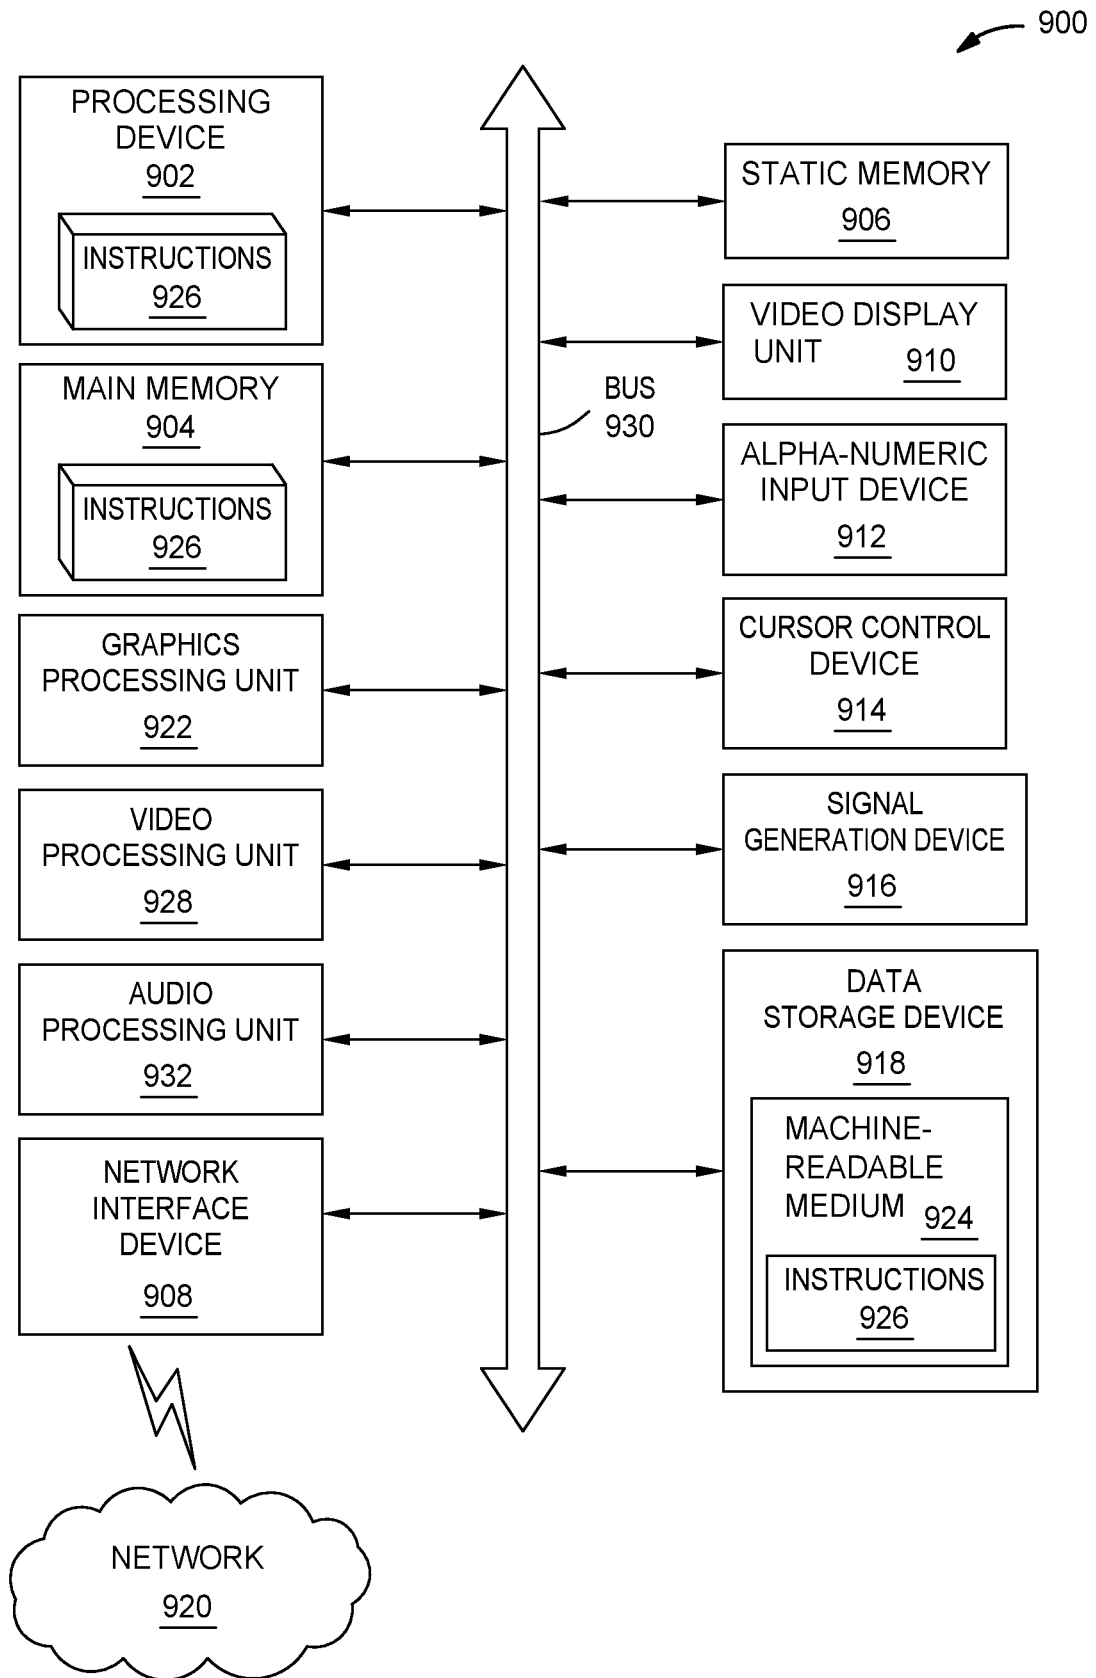 900
PROCESSING
DEVICE
902
INSTRUCTIONS
926
MAIN MEMORY
904
INSTRUCTIONS
926
GRAPHICS
PROCESSING UNIT
922
VIDEO
PROCESSING UNIT
928
AUDIO
PROCESSING UNIT
932
NETWORK
INTERFACE
DEVICE
908
NETWORK
920
BUS
930
STATIC MEMORY
906
VIDEO DISPLAY
UNIT 910
ALPHA-NUMERIC
INPUT DEVICE
912
CURSOR CONTROL
DEVICE
914
SIGNAL
GENERATION DEVICE
916
DATA
STORAGE DEVICE
918
MACHINE-
READABLE
MEDIUM 924
INSTRUCTIONS
926